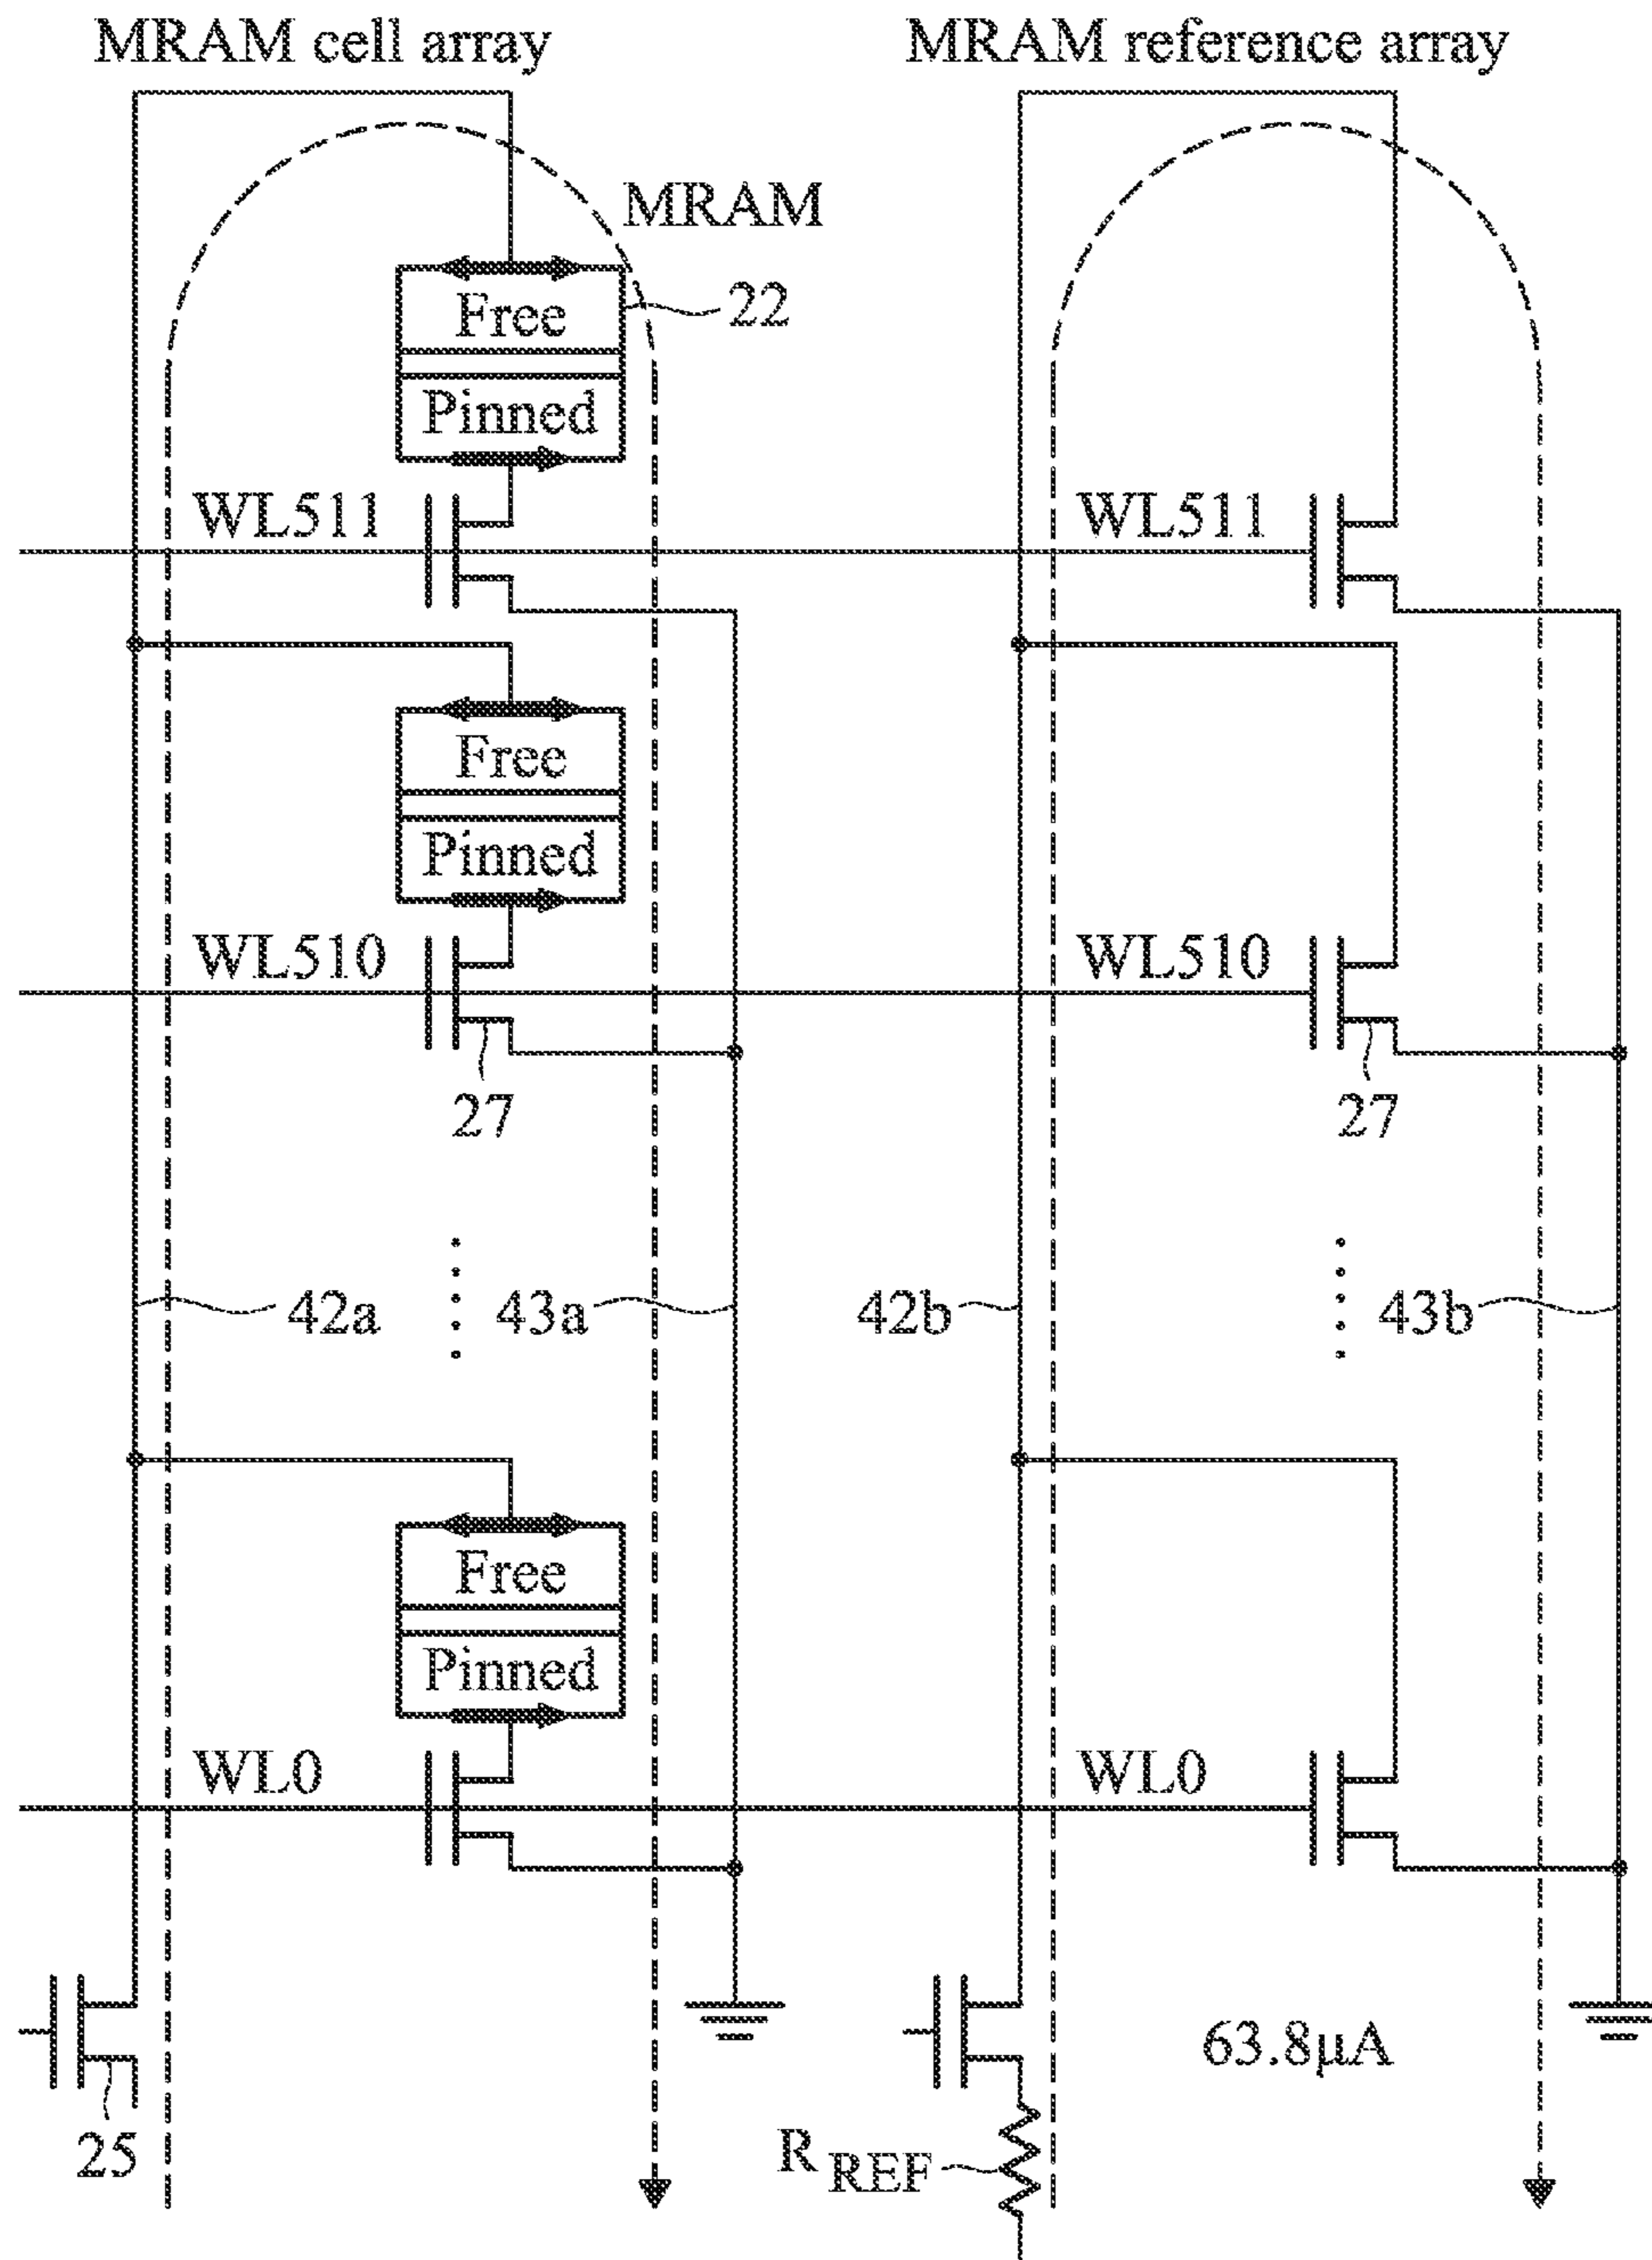 MRAM cell array
MRAM reference array
MRAM
22
Free
Pinned
WL511
WL511
Free
Pinned
WL510
WL510
27
27
42a
43a
42b
43b
Free
Pinned
WL0
WL0
63.8µA
25
R REF